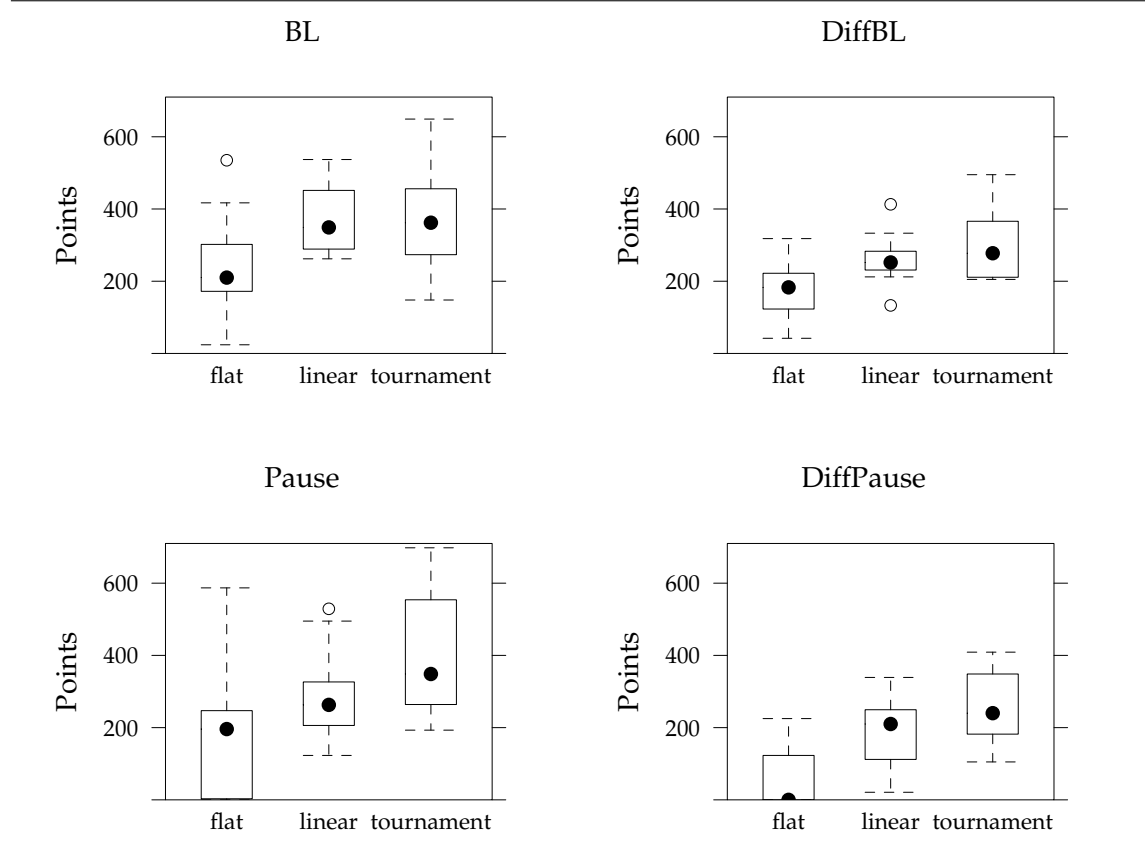 BL
Points
600
400
200
flat linear tournament
DiffBL
Points
600
400
200
flat linear tournament
Pause
Points
600
400
200
flat linear tournament
DiffPause
Points
600
400
200
flat linear tournament